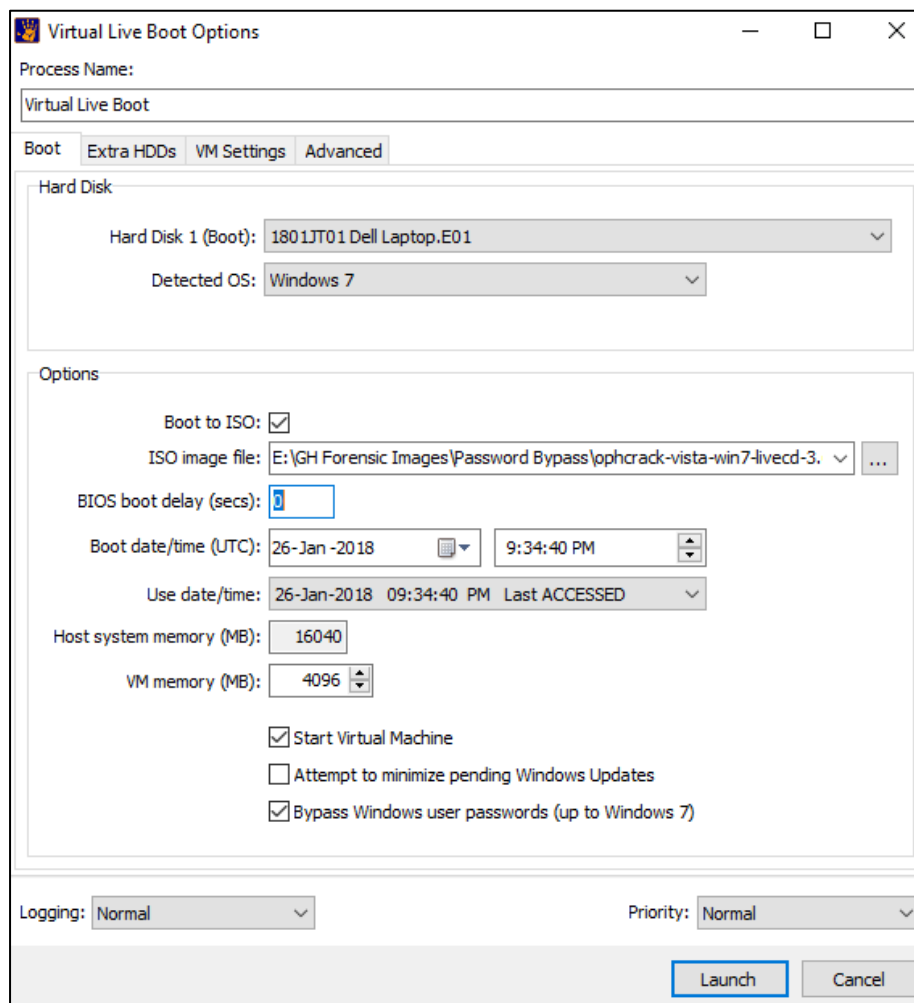 Virtual Live Boot Options
Process Name:
Virtual Live Boot
Boot Extra HDDs VM Settings Advanced
Hard Disk
Hard Disk 1 (Boot): 1801JT01 Dell Laptop.E01
Detected OS: Windows 7
Options
Boot to ISO:
ISO image file: E:\GH Forensic Images\Password Bypass\ophcrack-vista-win7-livecd-3. ...
BIOS boot delay (secs): 0
Boot date/time (UTC): 26-Jan -2018 9:34:40 PM
Use date/time: 26-Jan-2018 09:34:40 PM Last ACCESSED
Host system memory (MB): 16040
VM memory (MB): 4096
Start Virtual Machine
Attempt to minimize pending Windows Updates
Bypass Windows user passwords (up to Windows 7)
Logging: Normal Priority: Normal
Launch Cancel